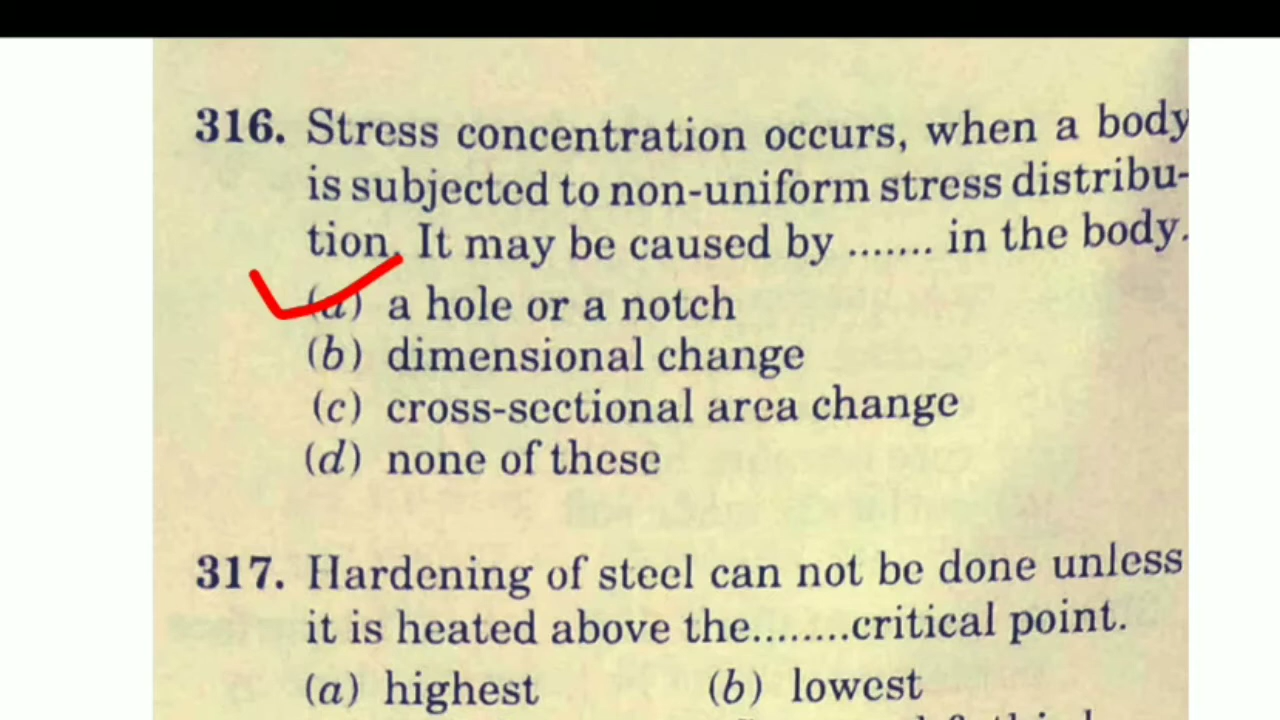 316. Stress concentration occurs, when a body
is subjected to non-uniform stress distribu-
tion. It may be caused by ....... in the body.
(a) a hole or a notch
(b) dimensional change
(c) cross-sectional area change
(d) none of these
317. Hardening of steel can not be done unless
it is heated above the........critical point.
(a) highest (b) lowest